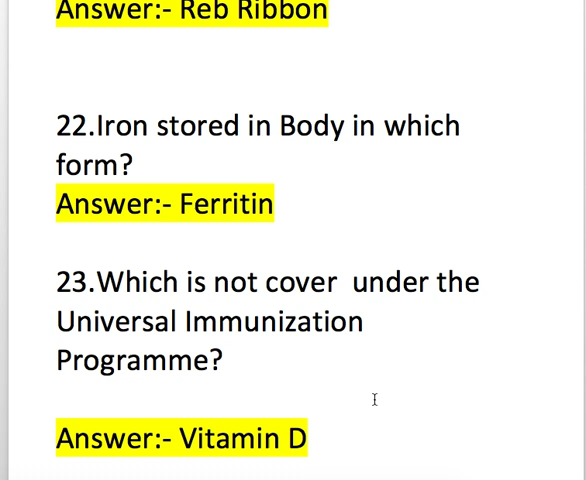 Answer:- Reb Ribbon
22.Iron stored in Body in which
form?
Answer:- Ferritin
23.Which is not cover  under the
Universal Immunization
Programme?
Answer:- Vitamin D